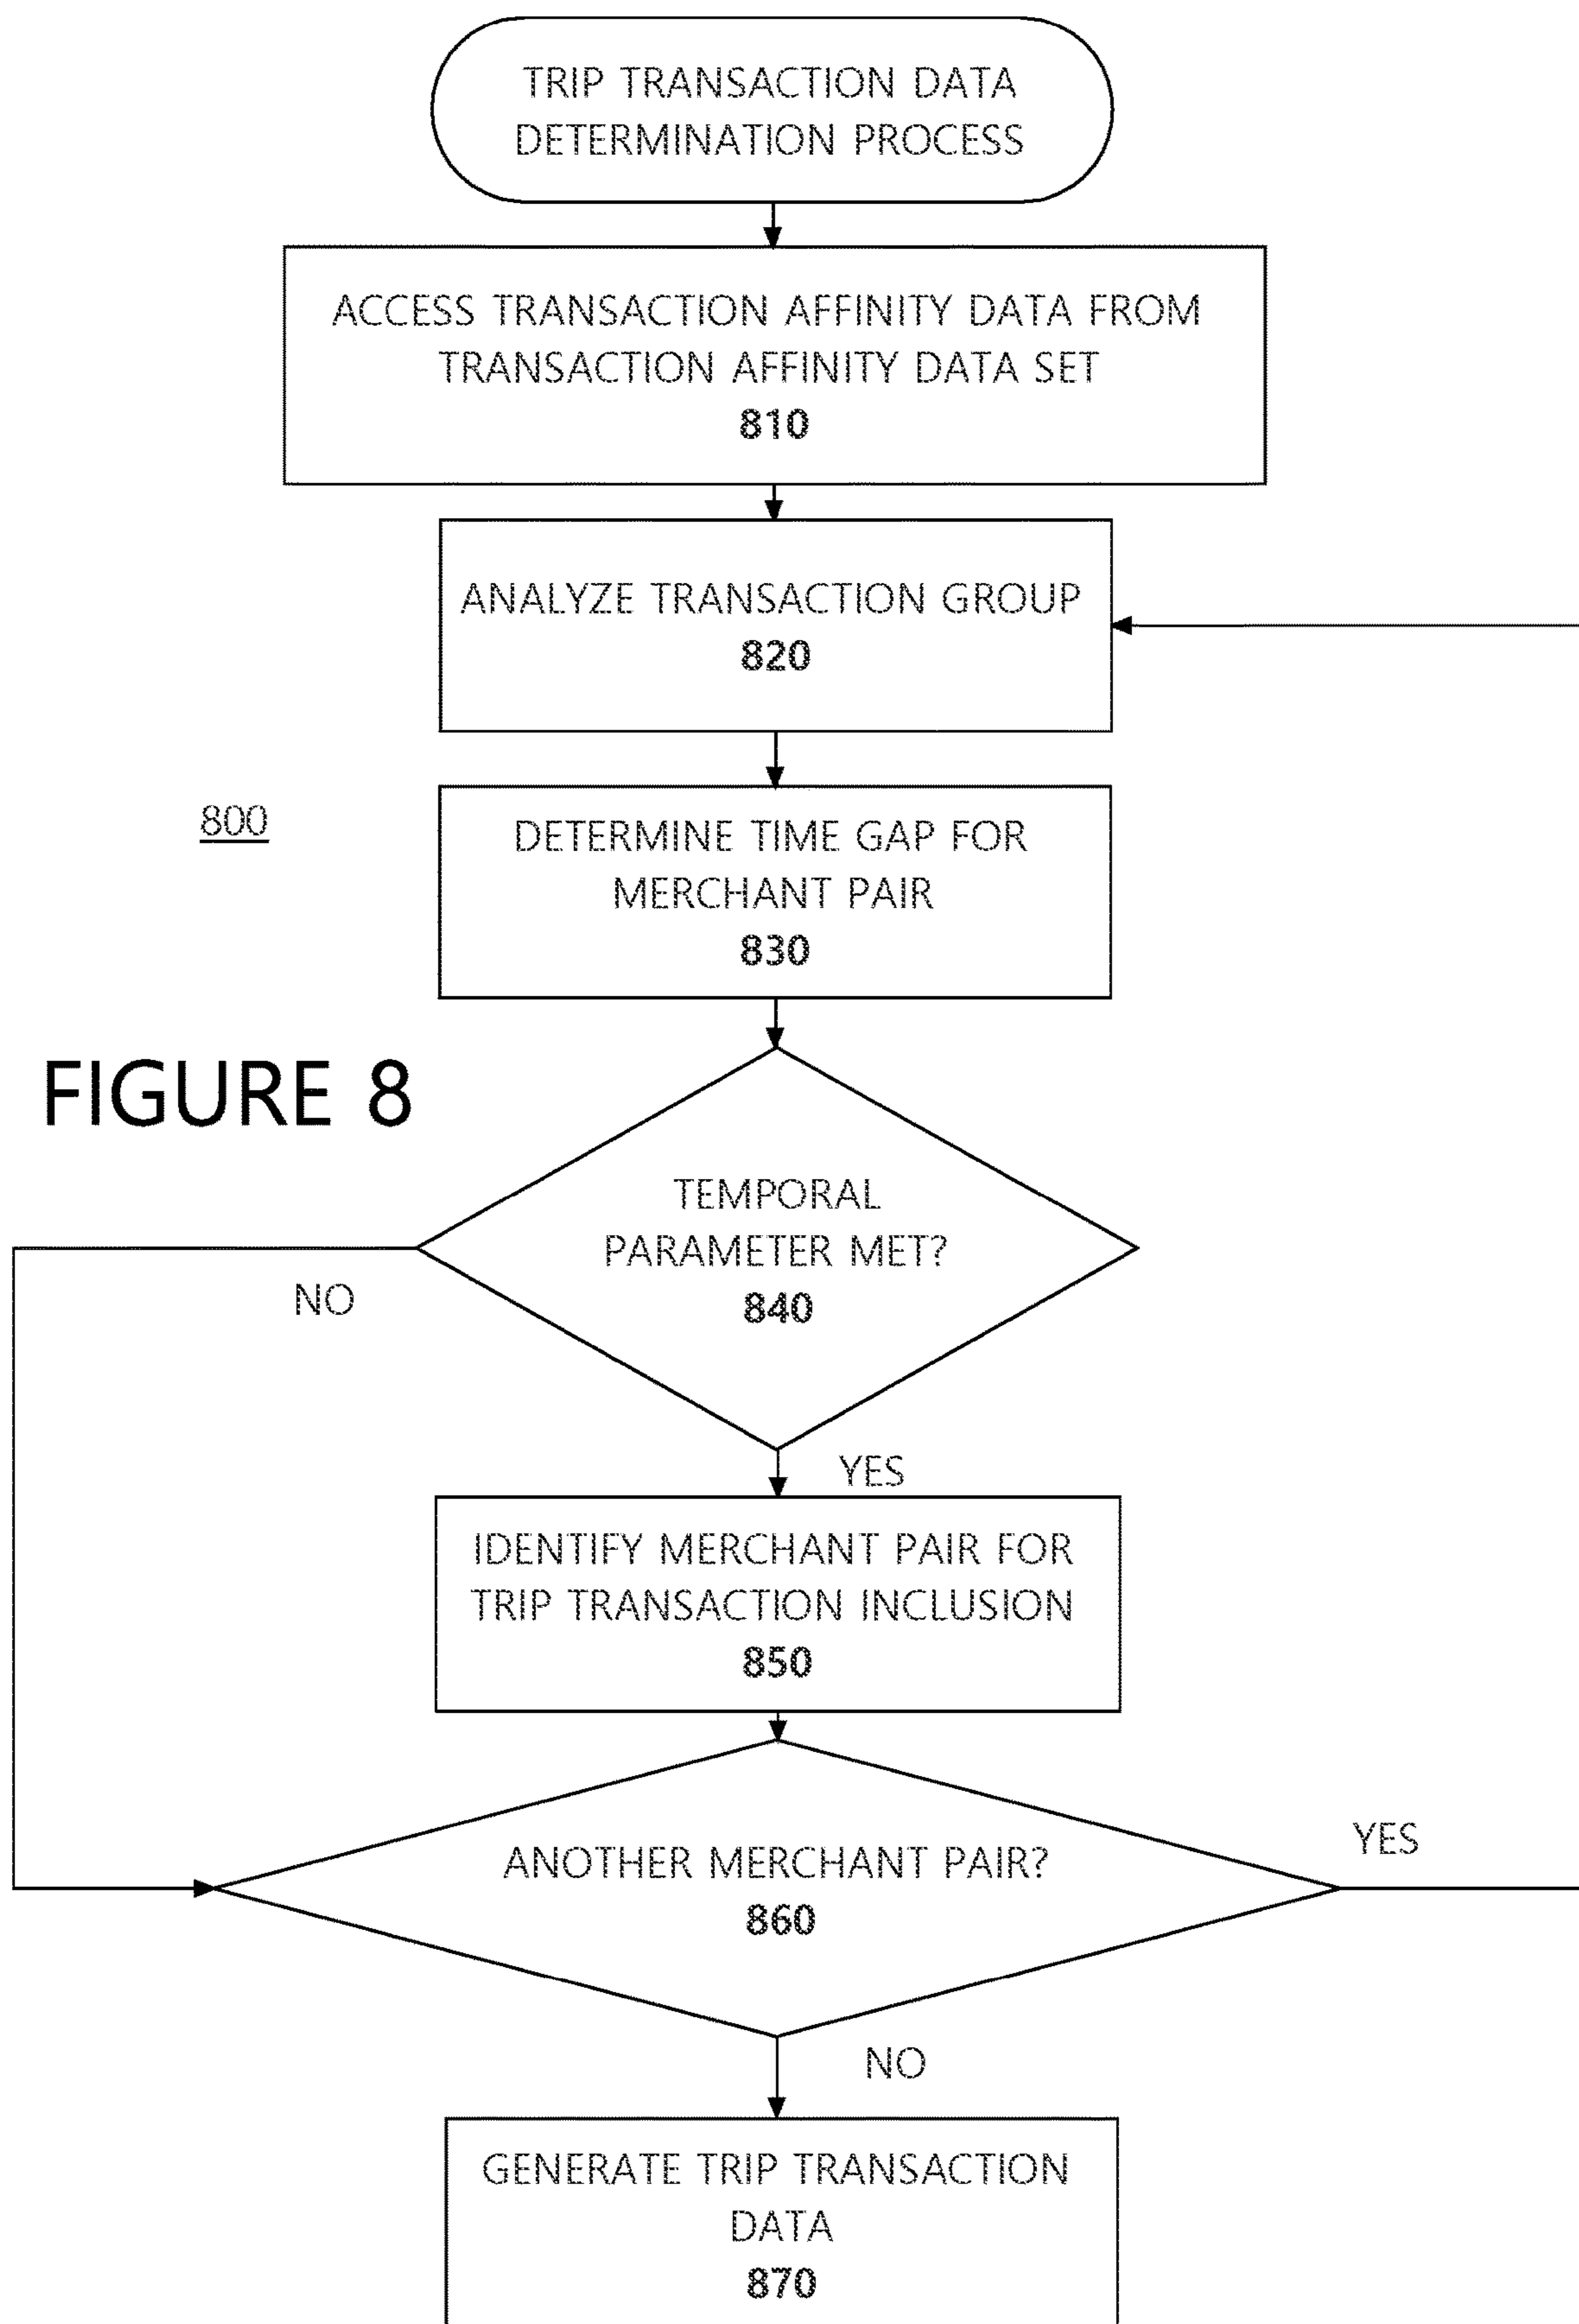 TRIP TRANSACTION DATA
DETERMINATION PROCESS
ACCESS TRANSACTION AFFINITY DATA FROM
TRANSACTION AFFINITY DATA SET
810
ANALYZE TRANSACTION GROUP
820
800
DETERMINE TIME GAP FOR
MERCHANT PAIR
830
FIGURE 8
TEMPORAL
PARAMETER MET?
840
NO
YES
IDENTIFY MERCHANT PAIR FOR
TRIP TRANSACTION INCLUSION
850
YES
ANOTHER MERCHANT PAIR?
860
NO
GENERATE TRIP TRANSACTION
DATA
870